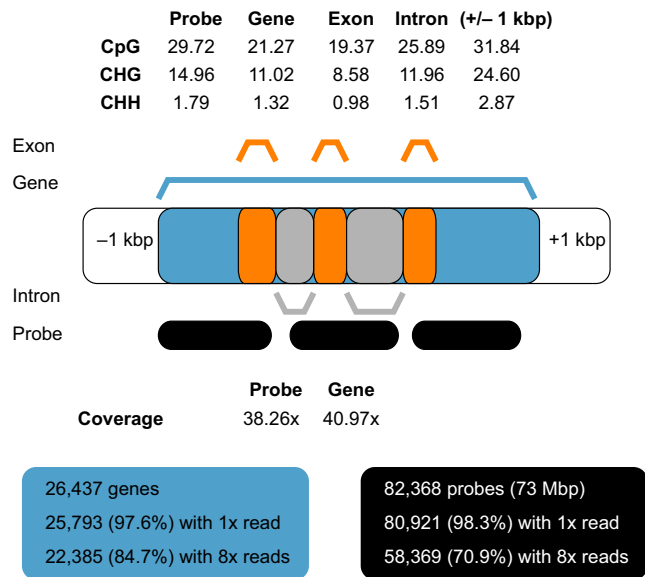 Probe Gene Exon Intron (+/– 1 kbp)
CpG 29.72 21.27 19.37 25.89 31.84
CHG 14.96 11.02 8.58 11.96 24.60
CHH 1.79 1.32 0.98 1.51 2.87
Exon
Gene
–1 kbp +1 kbp
Intron
Probe
Probe Gene
Coverage 38.26x 40.97x
26,437 genes
25,793 (97.6%) with 1x read
22,385 (84.7%) with 8x reads
82,368 probes (73 Mbp)
80,921 (98.3%) with 1x read
58,369 (70.9%) with 8x reads